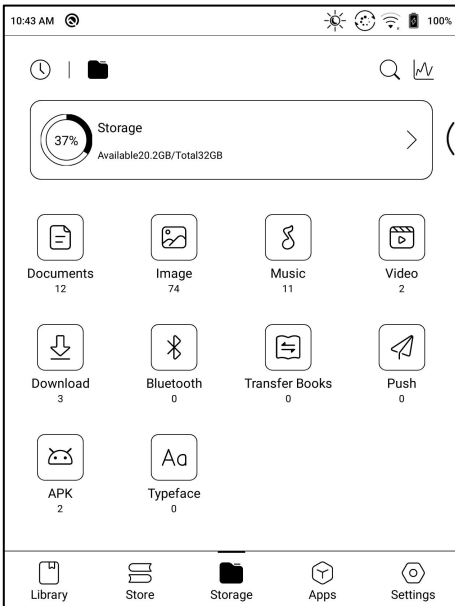 10:43 AM 100%
37%
Storage
Available20.2GB/Total32GB
Documents Image Music Video
12 74 11 2
Download Bluetooth Transfer Books Push
3 0 0 0
APK Typeface
2 0
Aa
Library Store Storage Apps Settings